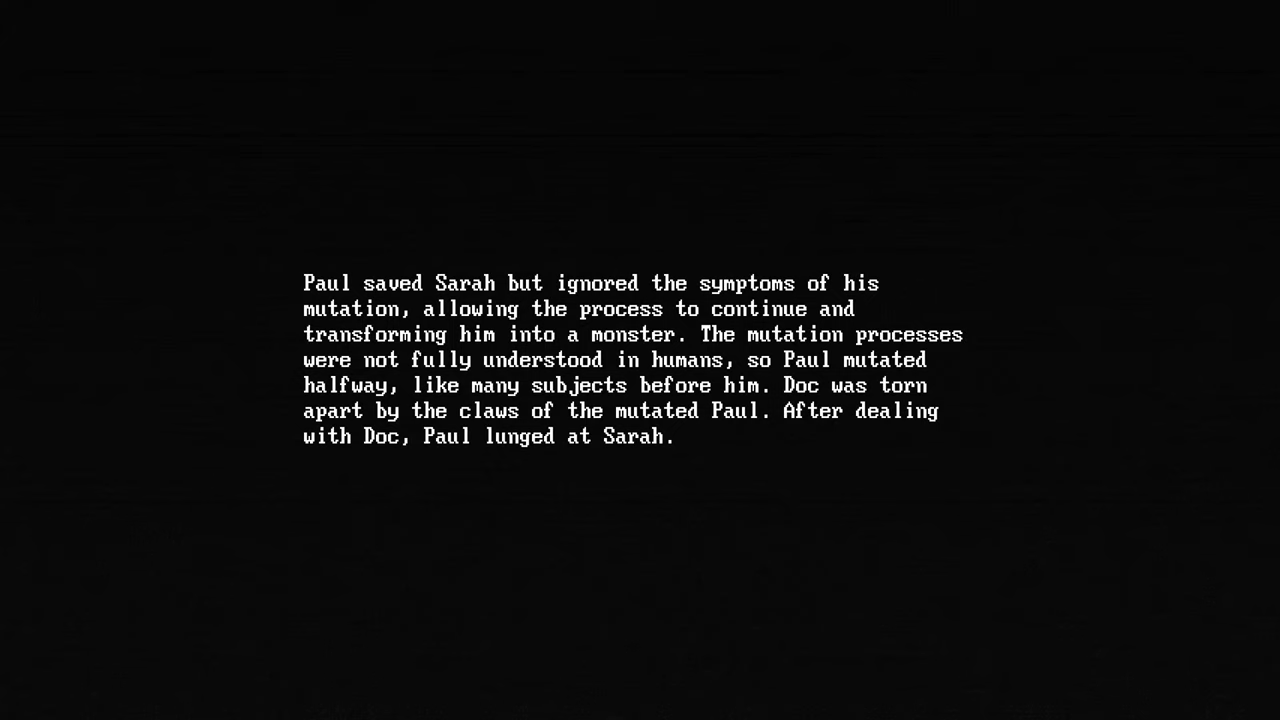 Paul saved Sarah but ignored the symptoms of his
mutation, allowing the process to continue and
transforming him into a monster. The mutation processes
were not fully understood in humans, so Paul mutated
halfway, like many subjects before him. Doc was torn
apart by the claws of the mutated Paul. After dealing
with Doc, Paul lunged at Sarah.